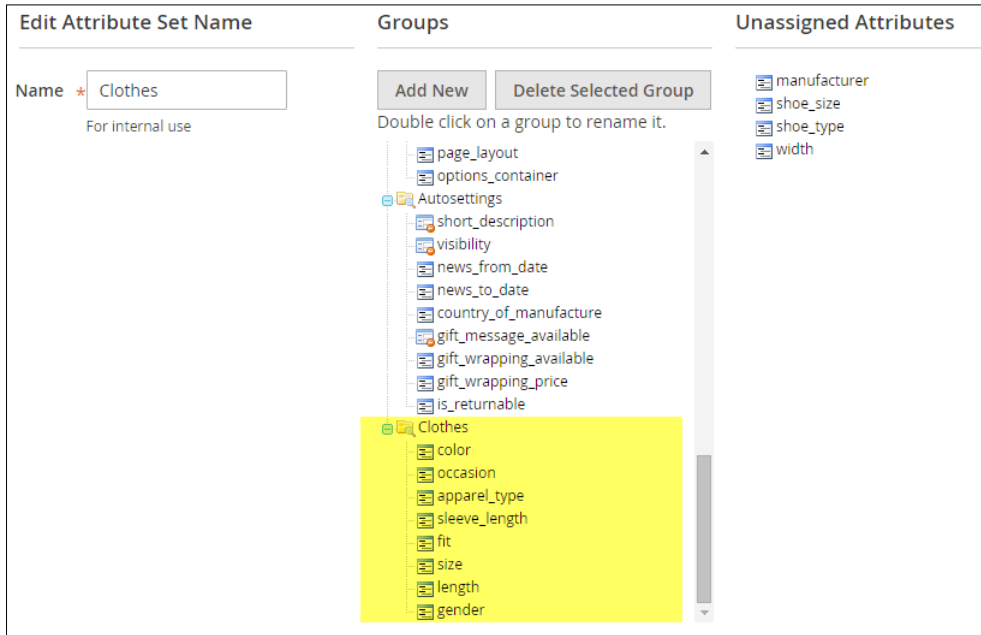 Edit Attribute Set Name
Name * Clothes
For internal use
Groups
Add New
Delete Selected Group
Double click on a group to rename it.
page_layout
options_container
Autosettings
short_description
visibility
news_from_date
news_to_date
country_of_manufacture
gift_message_available
gift_wrapping_available
gift_wrapping_price
is_returnable
Clothes
color
occasion
apparel_type
sleeve_length
fit
size
length
gender
Unassigned Attributes
manufacturer
shoe_size
shoe_type
width